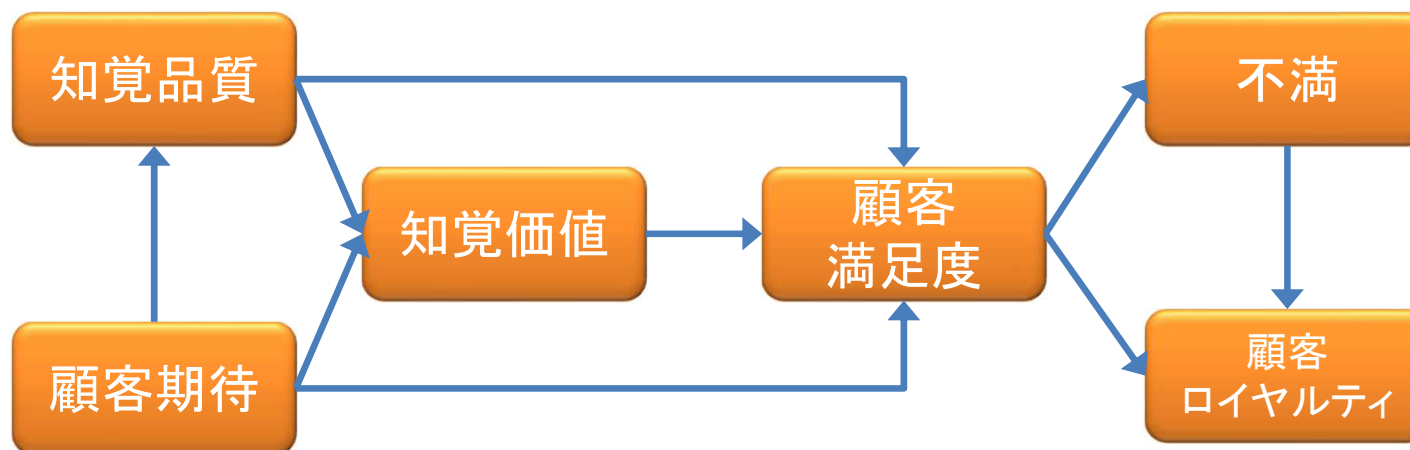 知覚品質
不満
知覚価値
顧客
満足度
顧客期待
顧客
ロイヤルティ